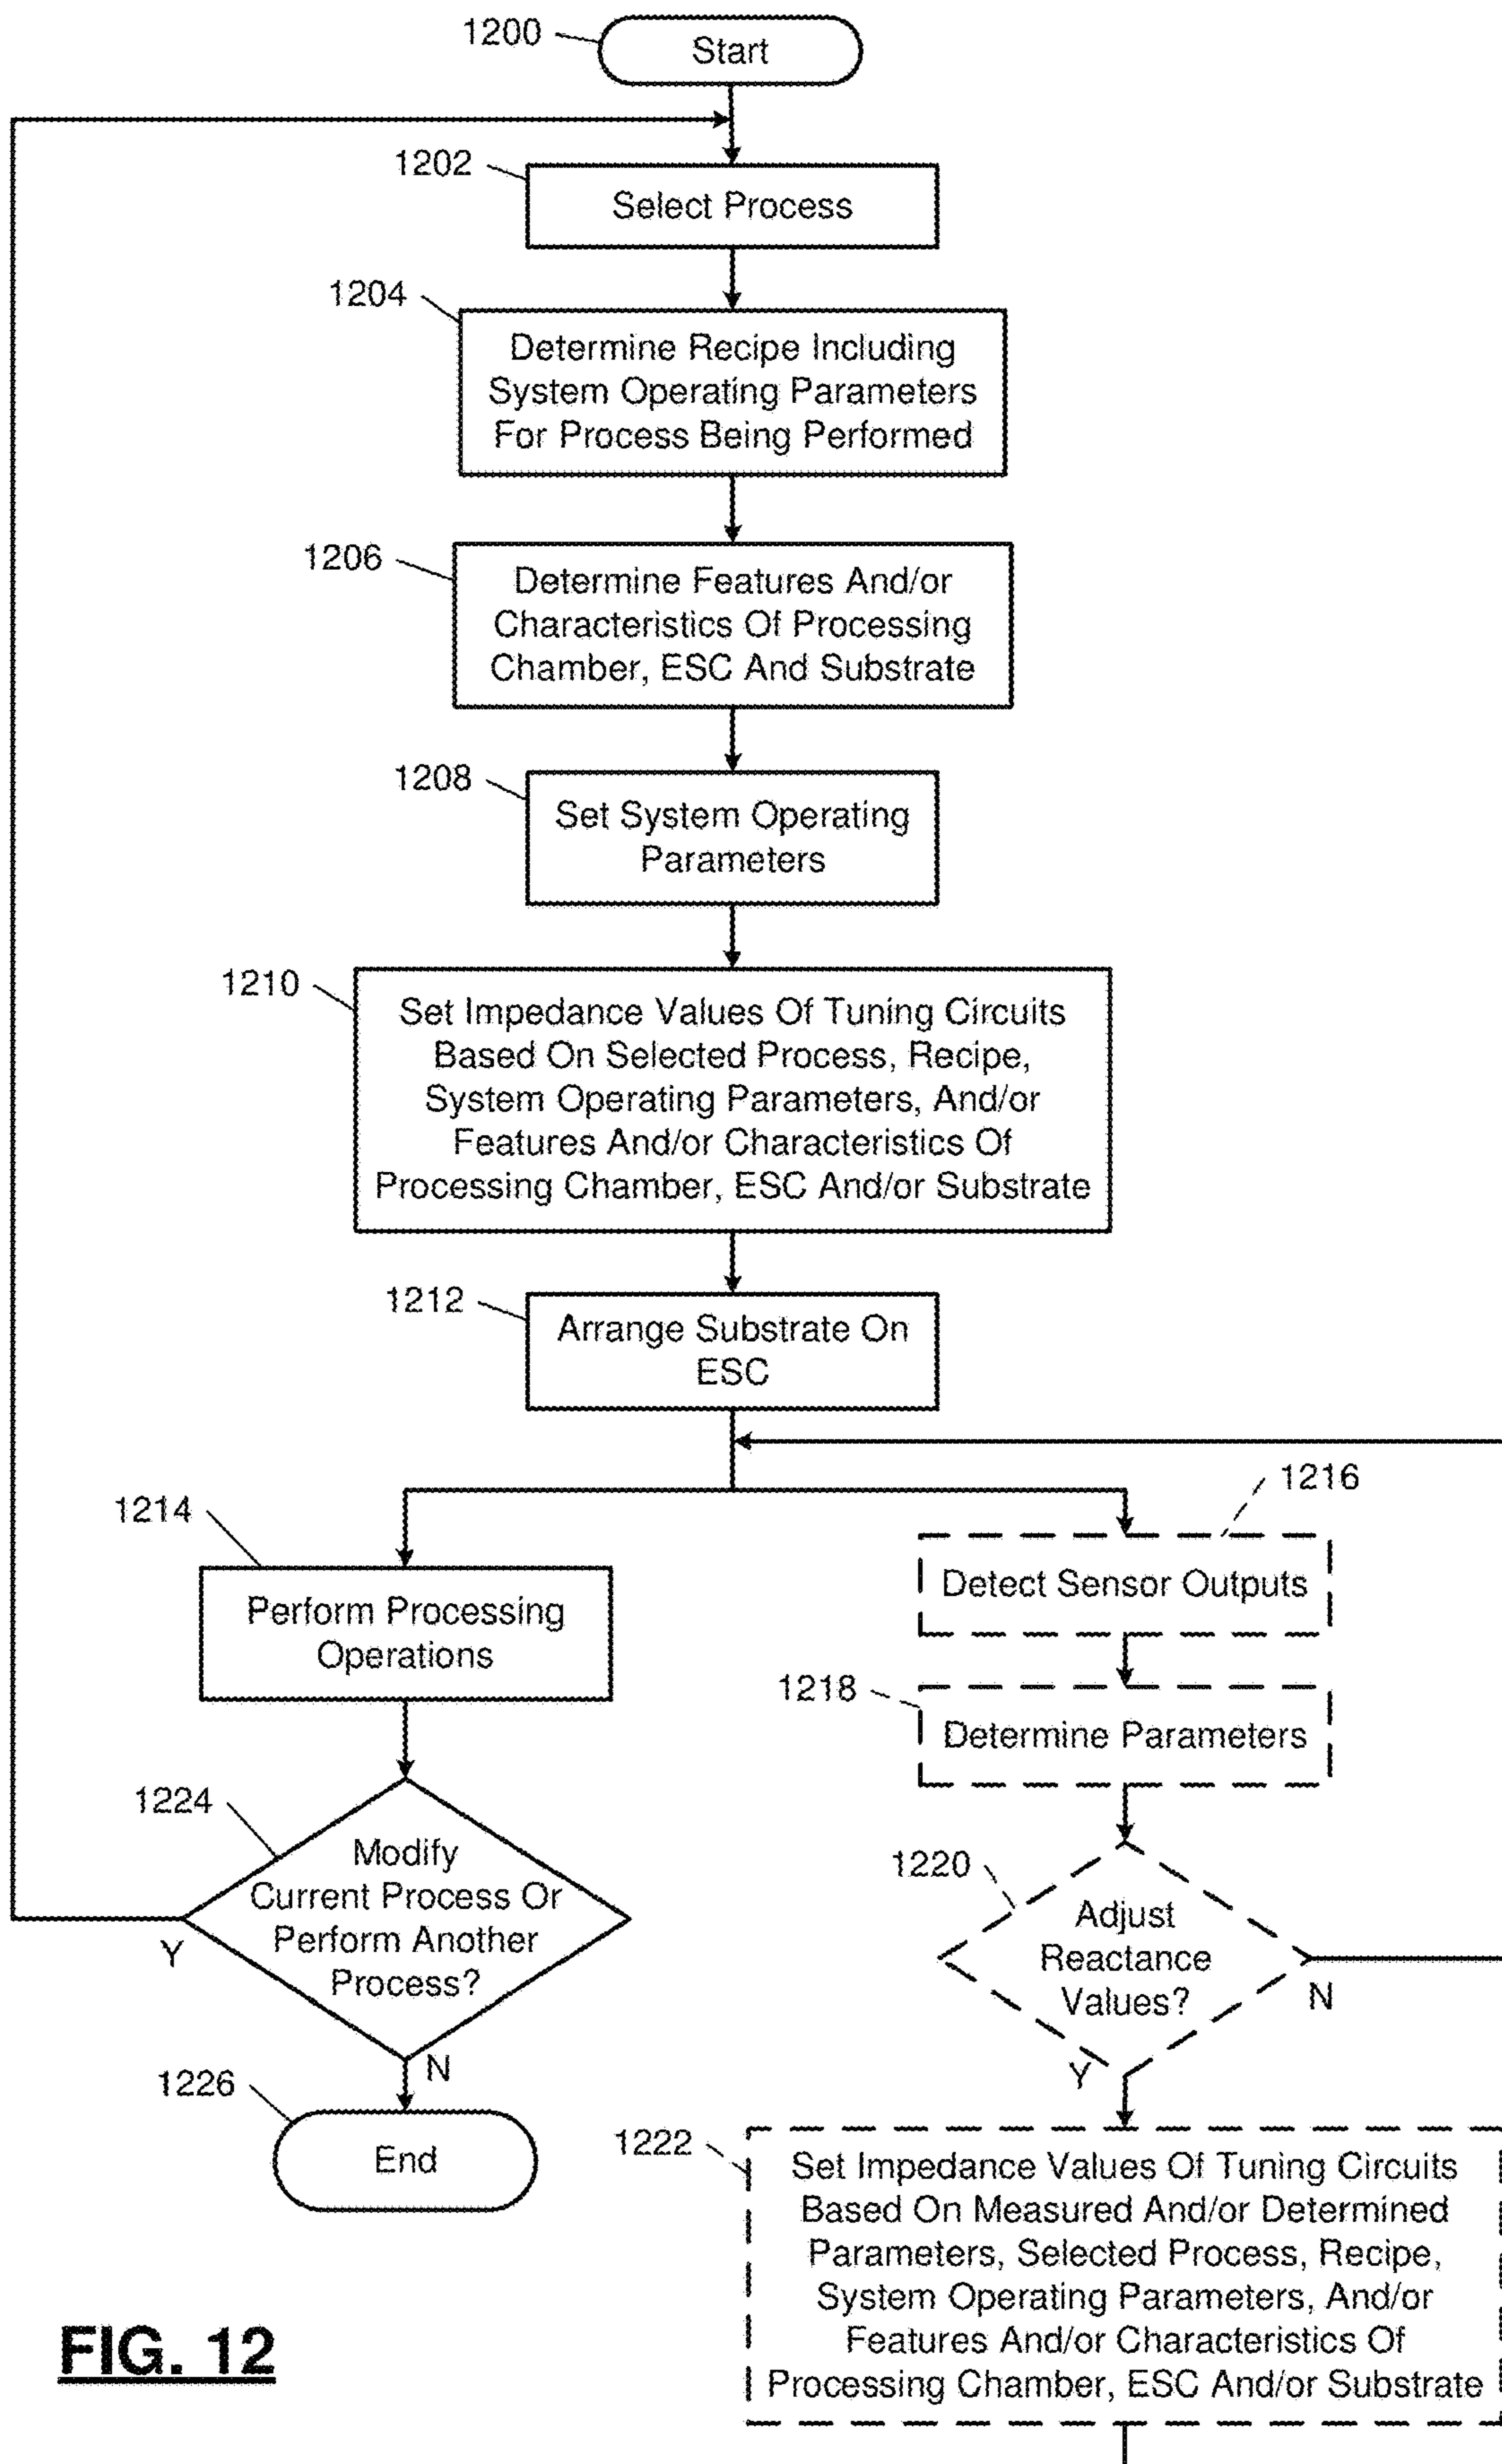 1200
Start
1202
Select Process
1204
Determine Recipe Including
System Operating Parameters
For Process Being Performed
1206
Determine Features And/or
Characteristics Of Processing
Chamber, ESC And Substrate
1208
Set System Operating
Parameters
1210
Set Impedance Values Of Tuning Circuits
Based On Selected Process, Recipe,
System Operating Parameters, And/or
Features And/or Characteristics Of
Processing Chamber, ESC And/or Substrate
1212
Arrange Substrate On
ESC
1214
Perform Processing
Operations
1216
Detect Sensor Outputs
1218
Determine Parameters
1224
Modify
Current Process Or
Perform Another
Process?
Y
N
1220
Adjust
Reactance
Values?
N
Y
1226
End
1222
Set Impedance Values Of Tuning Circuits
Based On Measured And/or Determined
Parameters, Selected Process, Recipe,
System Operating Parameters, And/or
Features And/or Characteristics Of
Processing Chamber, ESC And/or Substrate
FIG. 12